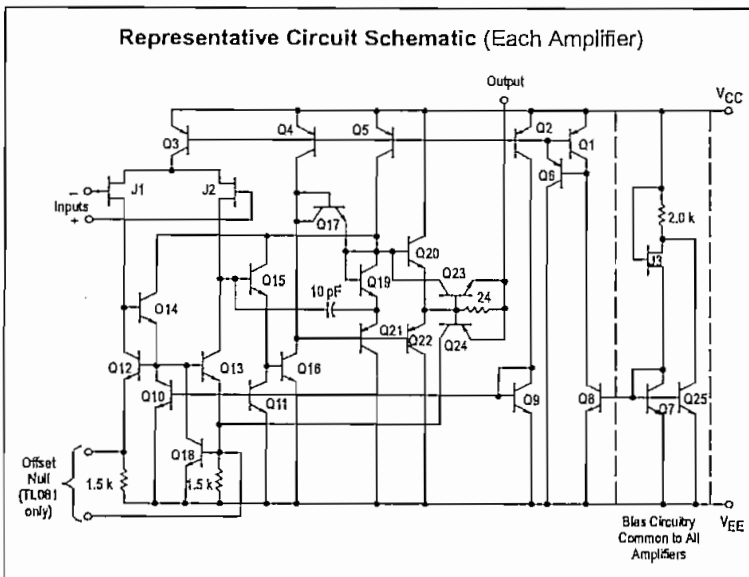 Representative Circuit Schematic (Each Amplifier)
Output
VCC
Q3
Q4
Q5
Q2
Q1
Q6
J1
J2
−
Inputs
+
Q17
2.0 k
J3
Q20
Q23
Q15
Q19
10 pF
24
Q14
Q21
Q22
Q24
Q12
Q13
Q16
Q10
Q11
Q9
Q8
Q7
Q25
Q18
Offset
Null
(TL081
only)
1.5 k
1.5 k
VEE
Bias Circuitry
Common to All
Amplifiers